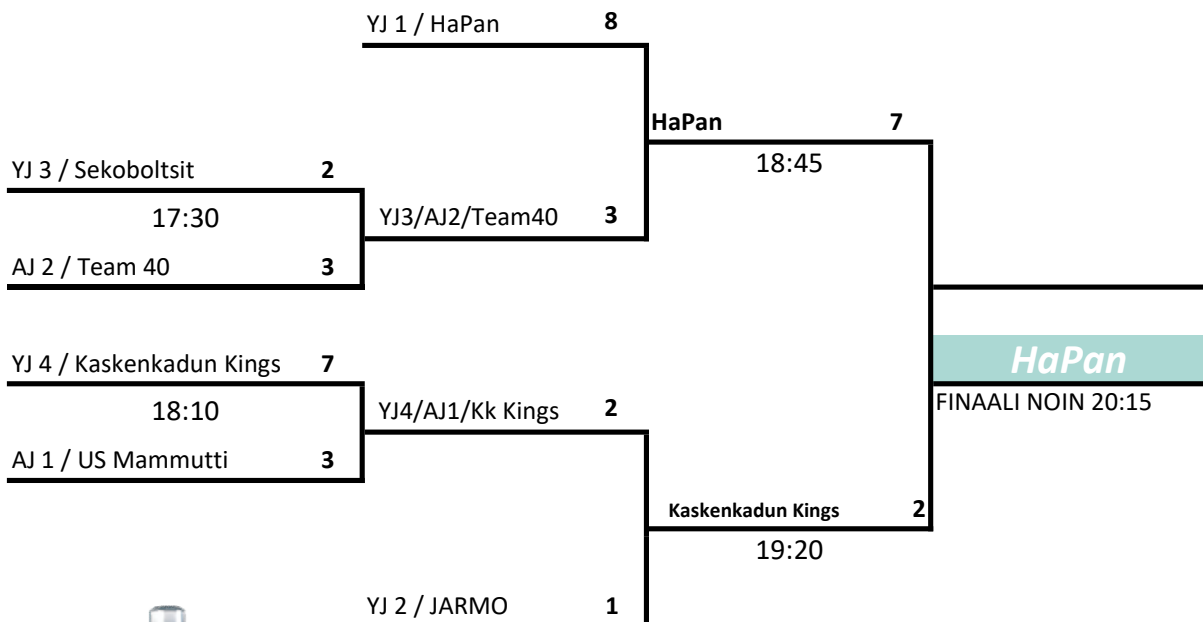 YJ 1 / HaPan 8
HaPan 7
YJ 3 / Sekoboltsit 2
18:45
17:30
YJ3/AJ2/Team40 3
AJ 2 / Team 40 3
YJ 4 / Kaskenkadun Kings 7
HaPan
18:10
YJ4/AJ1/Kk Kings 2
FINAALI NOIN 20:15
AJ 1 / US Mammutti 3
Kaskenkadun Kings 2
19:20
YJ 2 / JARMO 1